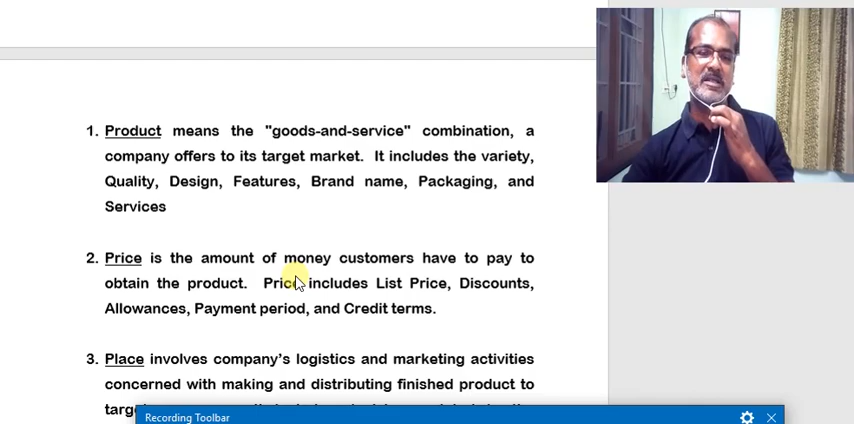 1. Product means the "goods-and-service" combination, a
company offers to its target market. It includes the variety,
Quality, Design, Features, Brand name, Packaging, and
Services
2. Price is the amount of money customers have to pay to
obtain the product. Price includes List Price, Discounts,
Allowances, Payment period, and Credit terms.
3. Place involves company's logistics and marketing activities
concerned with making and distributing finished product to
Recording Toolbar